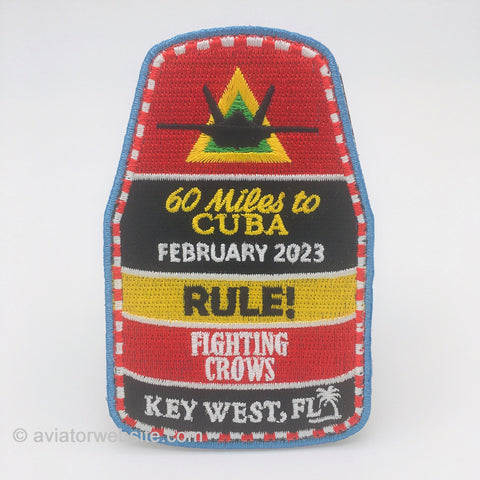 60 Miles to
CUBA
FEBRUARY 2023
RULE!
FIGHTING
CROWS
KEY WEST, FL
© aviatorwebsite.com